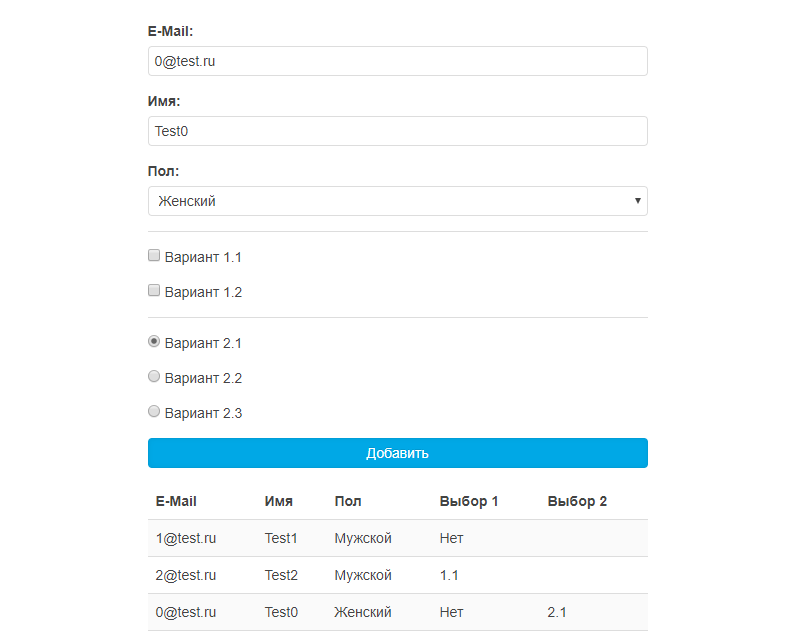 E-Mail:
0@test.ru
Имя:
Test0
Пол:
Женский
Вариант 1.1
Вариант 1.2
Вариант 2.1
Вариант 2.2
Вариант 2.3
Добавить
E-Mail Имя Пол Выбор 1 Выбор 2
1@test.ru Test1 Мужской Нет
2@test.ru Test2 Мужской 1.1
0@test.ru Test0 Женский Нет 2.1